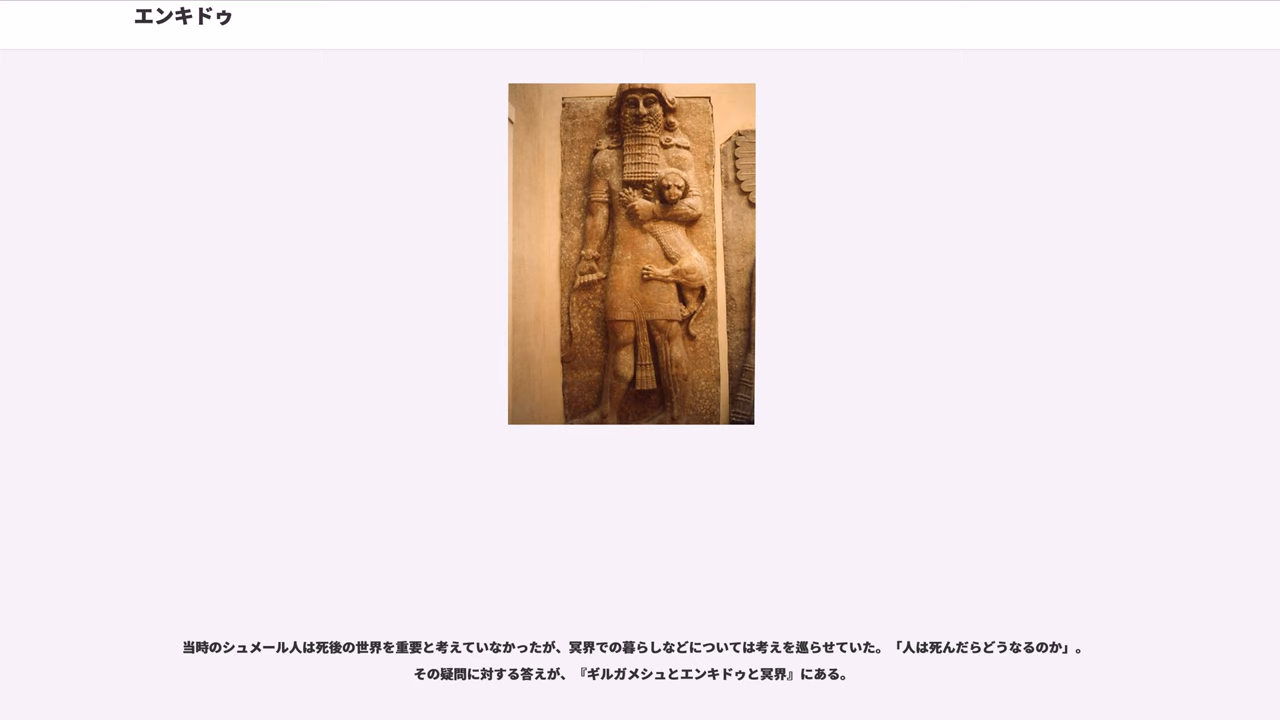 エンキドゥ
当時のシュメール人は死後の世界を重要と考えていなかったが、冥界での暮らしなどについては考えを巡らせていた。「人は死んだらどうなるのか」。
その疑問に対する答えが、『ギルガメシュとエンキドゥと冥界』にある。